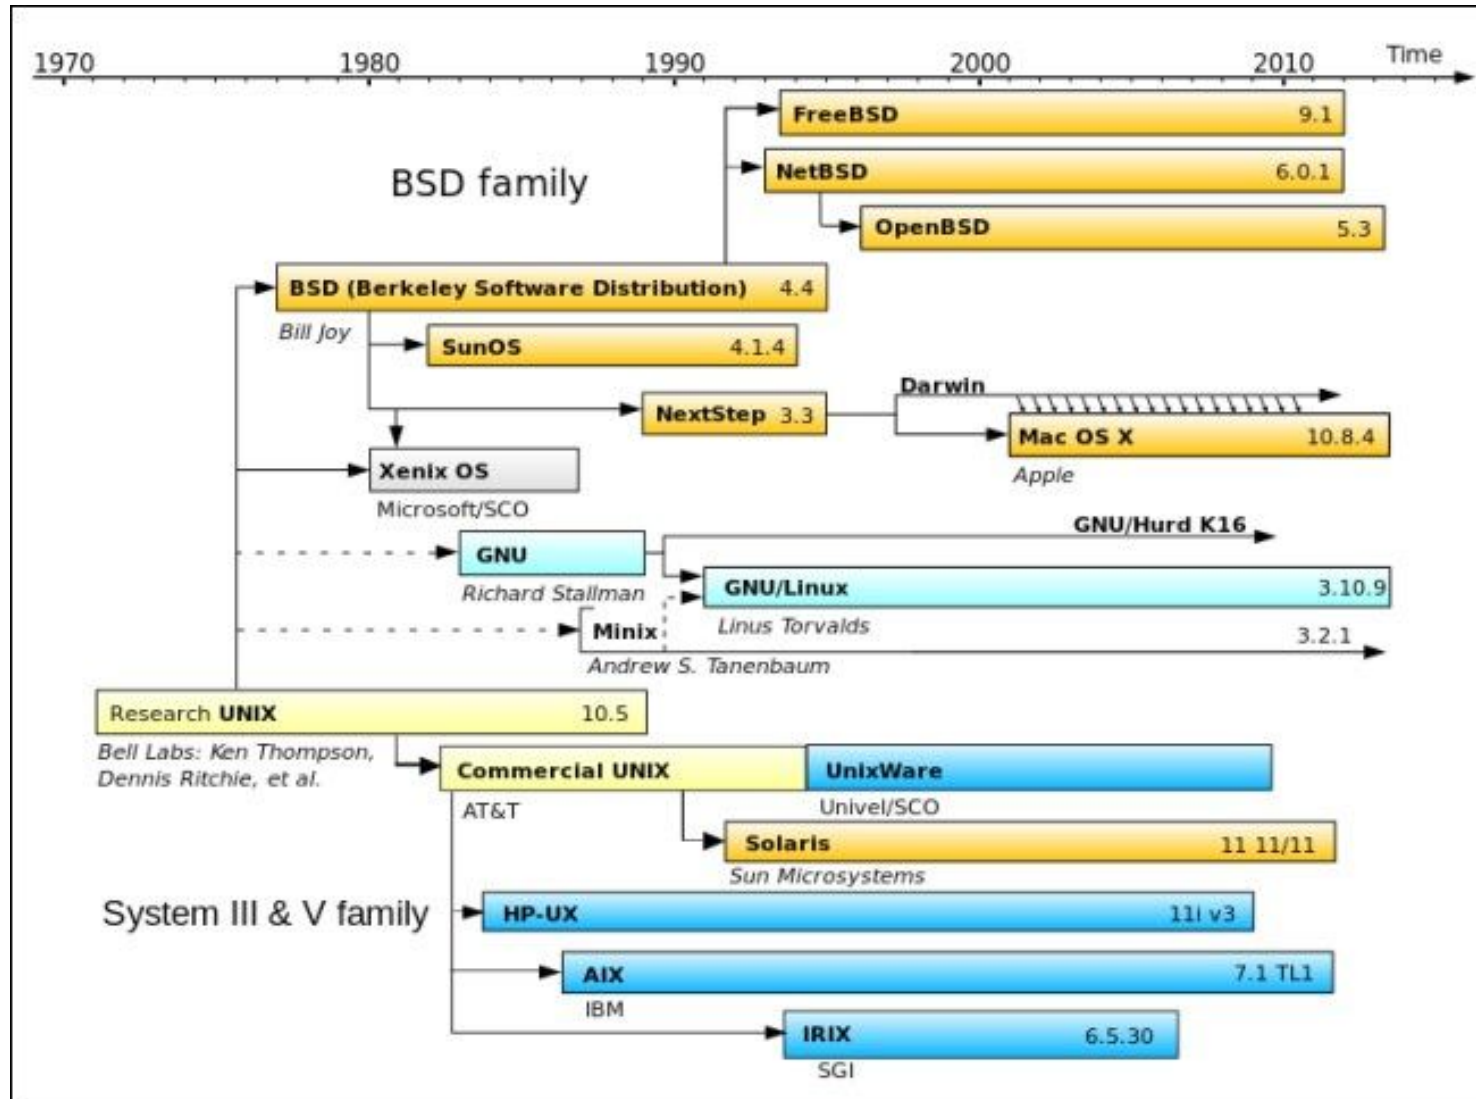 1970 1980 1990 2000 2010 Time
FreeBSD 9.1
BSD family
NetBSD 6.0.1
OpenBSD 5.3
BSD (Berkeley Software Distribution) 4.4
Bill Joy
SunOS 4.1.4
Darwin
NextStep 3.3
Mac OS X 10.8.4
Apple
Xenix OS
Microsoft/SCO
GNU/Hurd K16
GNU
Richard Stallman
GNU/Linux 3.10.9
Linus Torvalds
Minix 3.2.1
Andrew S. Tanenbaum
Research UNIX 10.5
Bell Labs: Ken Thompson,
Dennis Ritchie, et al.
Commercial UNIX UnixWare
AT&T Univel/SCO
Solaris 11 11/11
Sun Microsystems
System III & V family
HP-UX 11i v3
AIX 7.1 TL1
IBM
IRIX 6.5.30
SGI